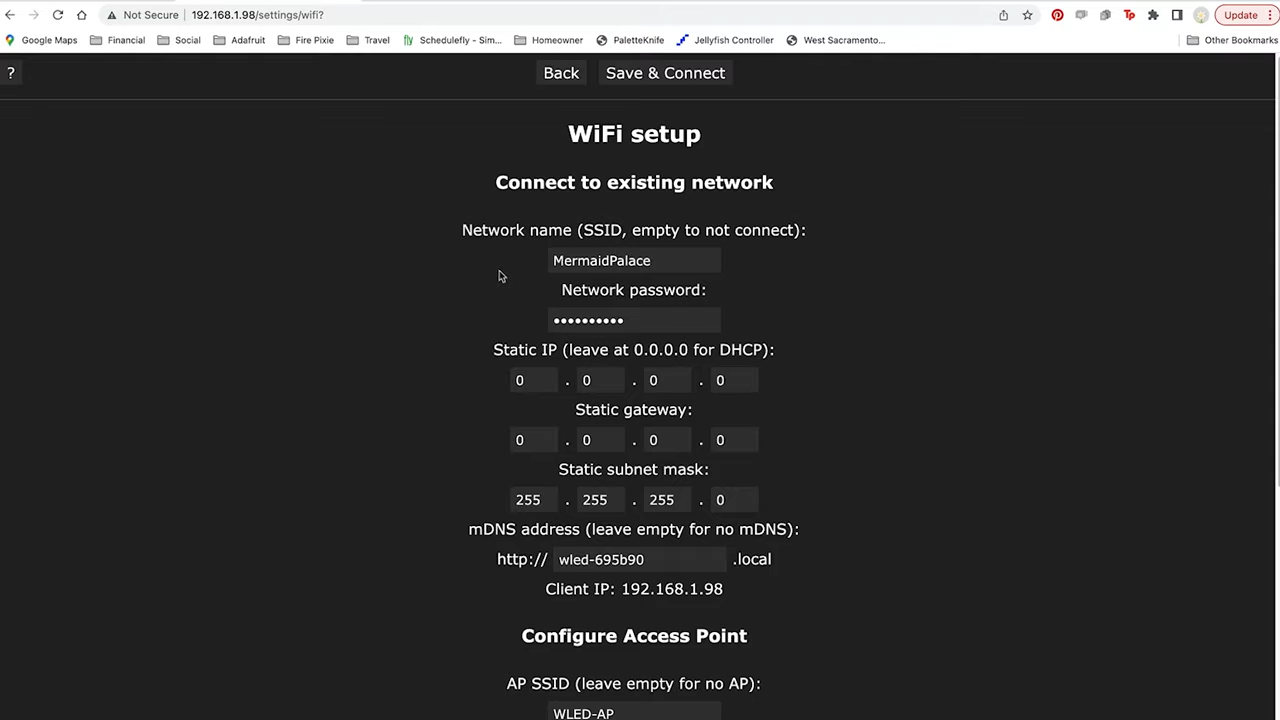 Not Secure 192.168.1.98/settings/wifi? Update
Google Maps Financial Social Adafruit Fire Pixie Travel Schedulefly - Sim... Homeowner PaletteKnife Jellyfish Controller West Sacramento... Other Bookmarks
? Back Save & Connect
WiFi setup
Connect to existing network
Network name (SSID, empty to not connect):
MermaidPalace
Network password:
••••••••••
Static IP (leave at 0.0.0.0 for DHCP):
0 . 0 . 0 . 0
Static gateway:
0 . 0 . 0 . 0
Static subnet mask:
255 . 255 . 255 . 0
mDNS address (leave empty for no mDNS):
http:// wled-695b90 .local
Client IP: 192.168.1.98
Configure Access Point
AP SSID (leave empty for no AP):
WLED-AP